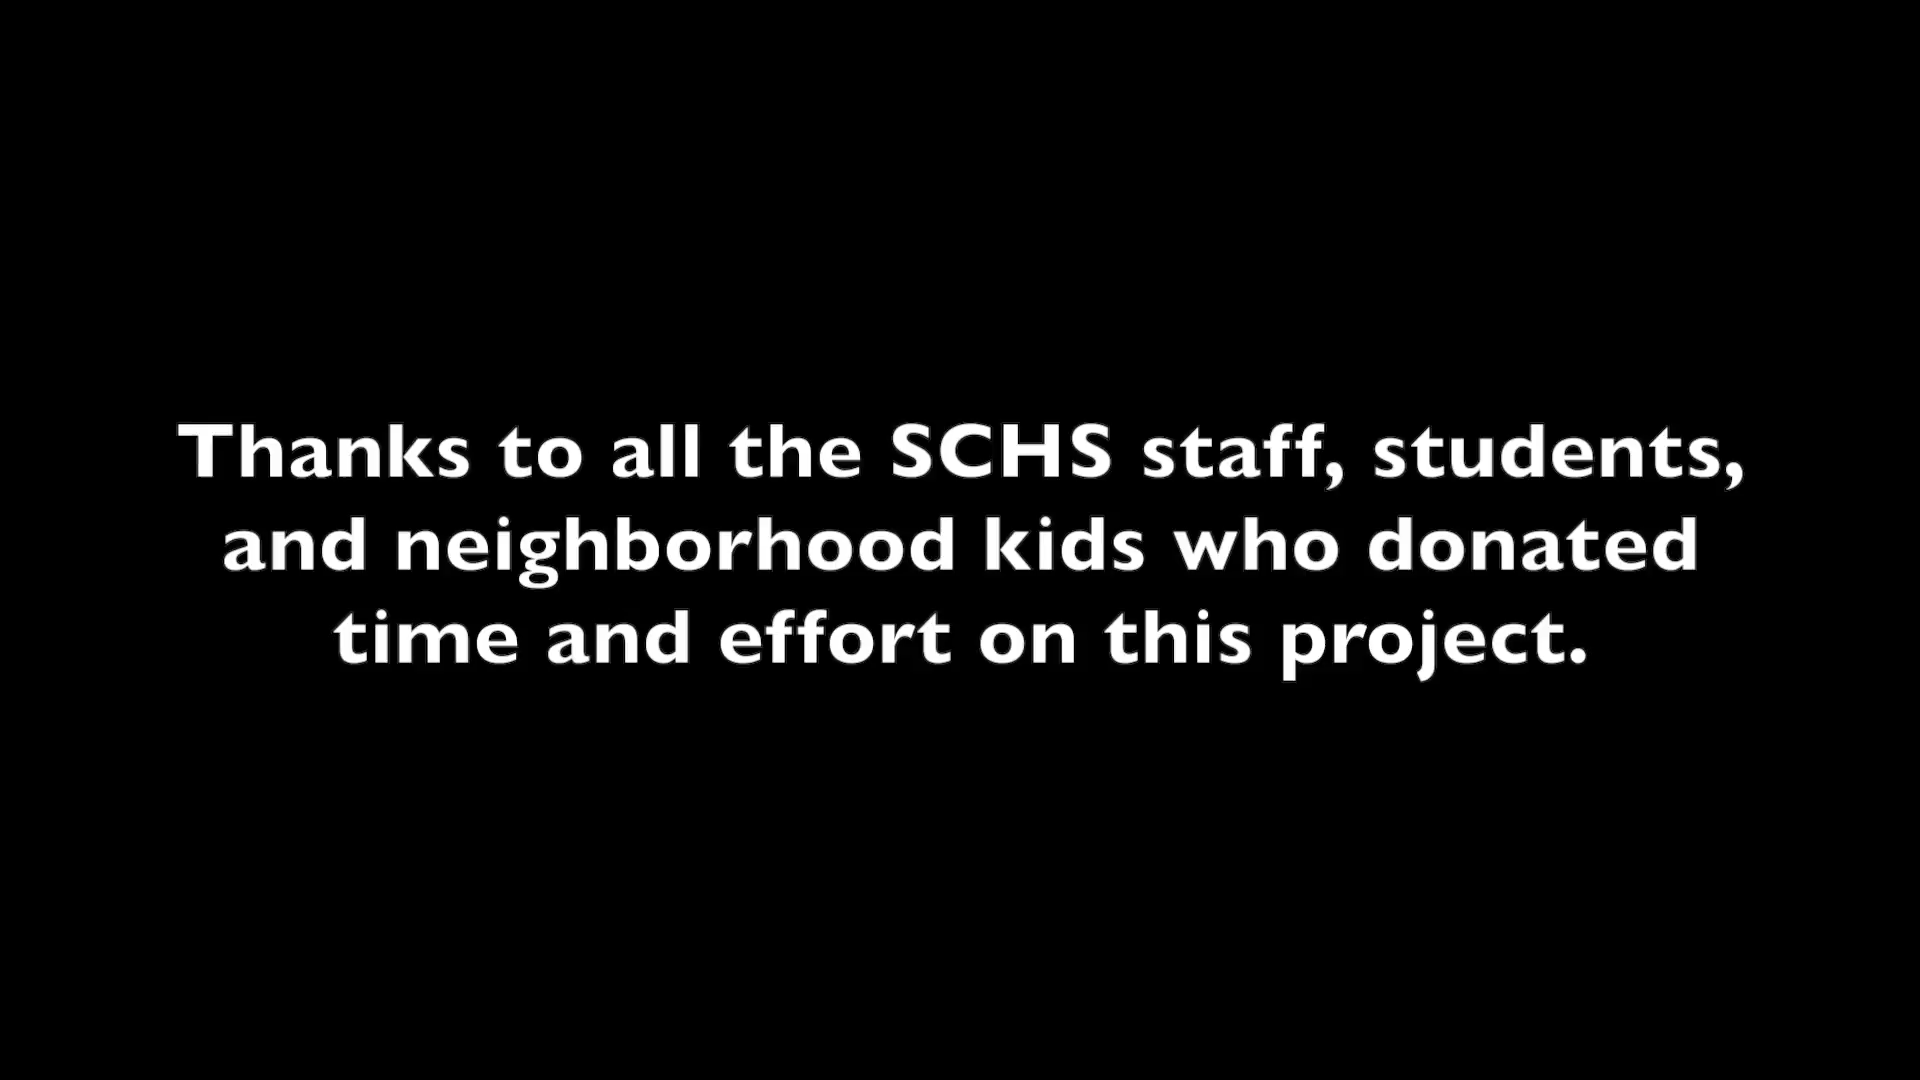 Thanks to all the SCHS staff, students,
and neighborhood kids who donated
time and effort on this project.